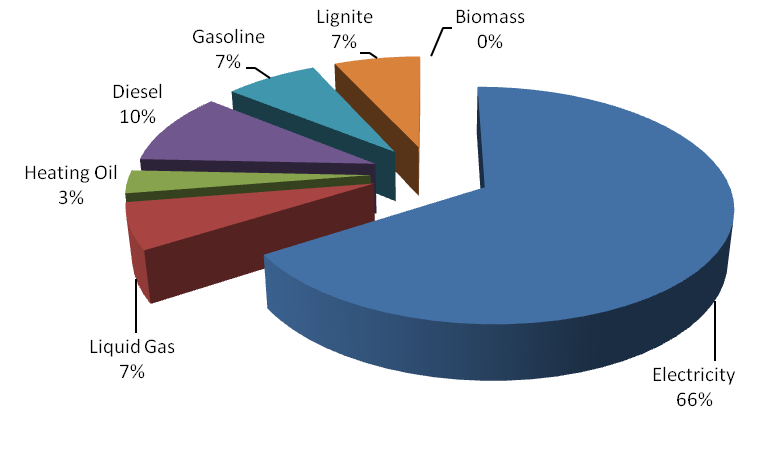 Lignite
7%
Biomass
0%
Gasoline
7%
Diesel
10%
Heating Oil
3%
Liquid Gas
7%
Electricity
66%